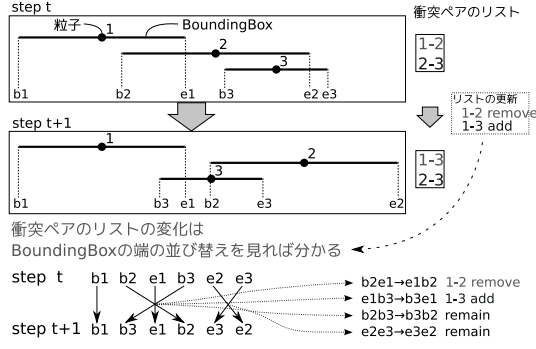 step t
衝突ペアのリスト
粒子
1
BoundingBox
2
3
1-2
2-3
b1
b2
e1
b3
e2
e3
リストの更新
1-2 remove
1-3 add
step t+1
1
2
3
1-3
2-3
b1
b3
e1
b2
e3
e2
衝突ペアのリストの変化は
BoundingBoxの端の並び替えを見れば分かる
step t b1 b2 e1 b3 e2 e3
b2e1→e1b2 1-2 remove
e1b3→b3e1 1-3 add
b2b3→b3b2 remain
step t+1 b1 b3 e1 b2 e3 e2
e2e3→e3e2 remain